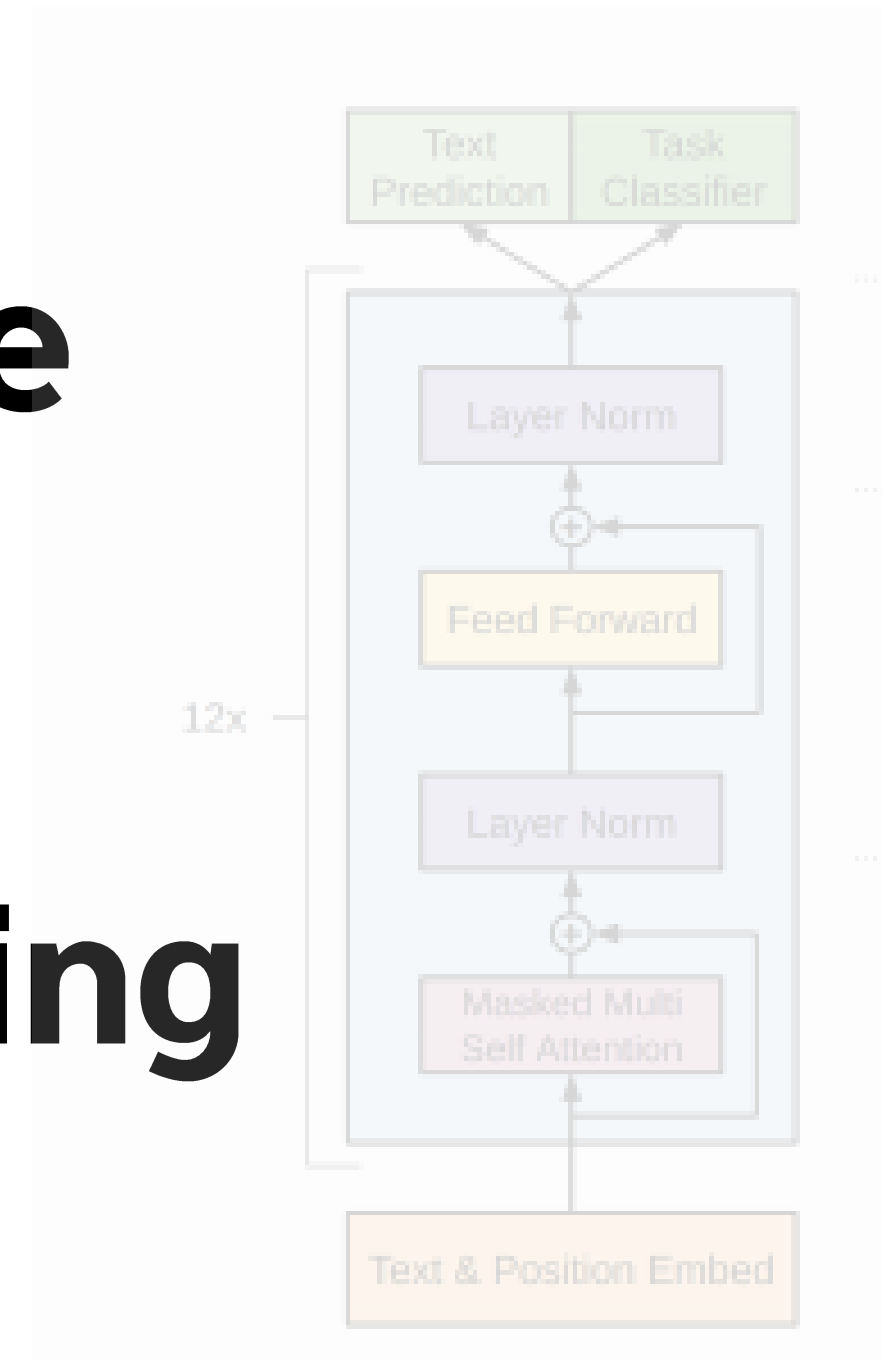 Text
Prediction
Task
Classifier
e
Layer Norm
Feed Forward
12x
Layer Norm
ing
Masked Multi
Self Attention
Text & Position Embed
...
...
...